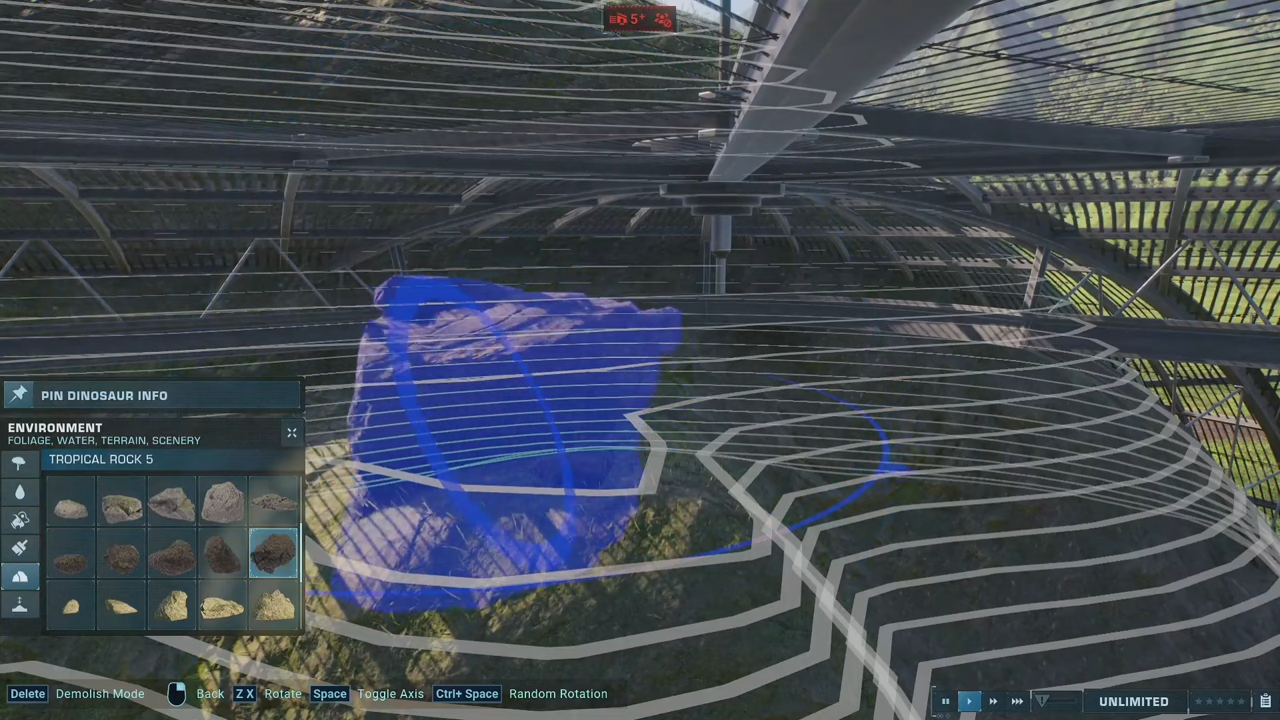 5+
PIN DINOSAUR INFO
ENVIRONMENT
FOLIAGE, WATER, TERRAIN, SCENERY
TROPICAL ROCK 5
Delete Demolish Mode Back Z X Rotate Space Toggle Axis Ctrl+ Space Random Rotation
UNLIMITED